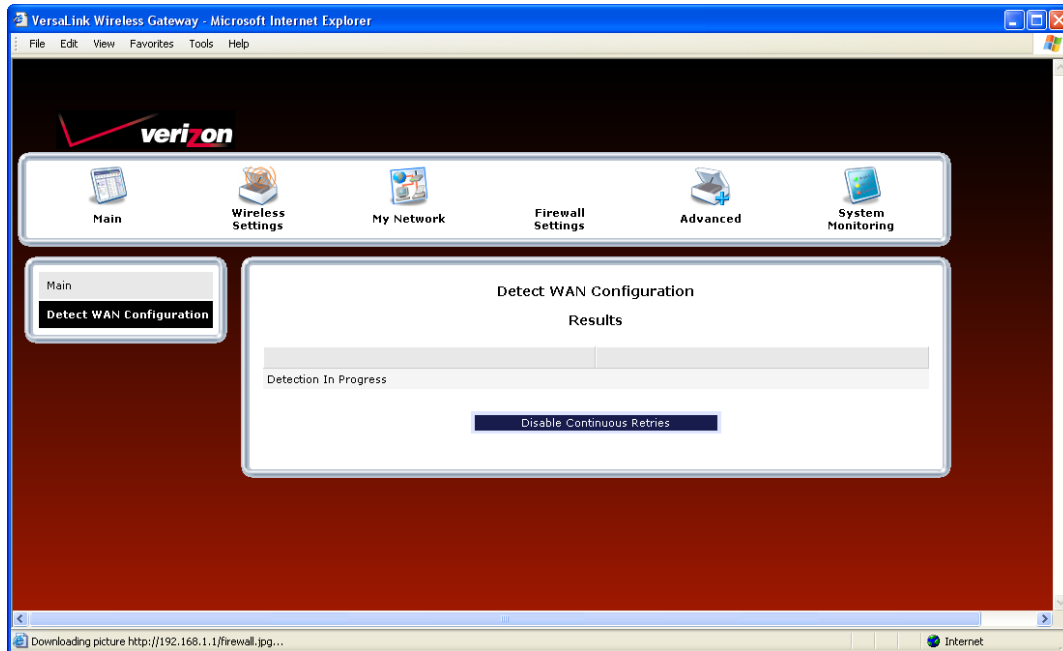 VersaLink Wireless Gateway - Microsoft Internet Explorer
File Edit View Favorites Tools Help
verizon
Main
Wireless
Settings
My Network
Firewall
Settings
Advanced
System
Monitoring
Main
Detect WAN Configuration
Detect WAN Configuration
Results
Detection In Progress
Disable Continuous Retries
Downloading picture http://192.168.1.1/firewall.jpg...
Internet